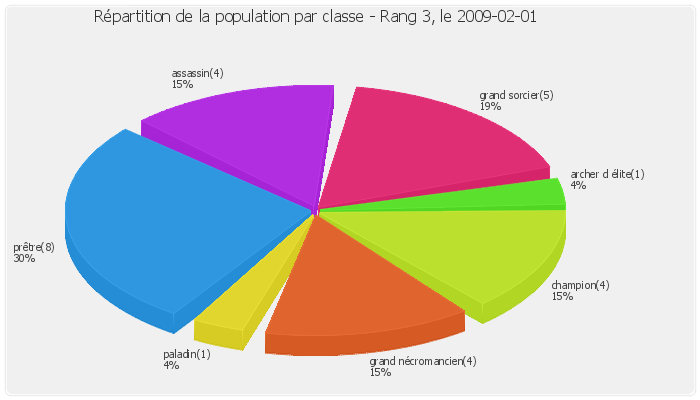 Répartition de la population par classe - Rang 3, le 2009-02-01
assassin(4)
15%
grand sorcier(5)
19%
archer d élite(1)
4%
prêtre(8)
30%
champion(4)
15%
paladin(1)
4%
grand nécromancien(4)
15%